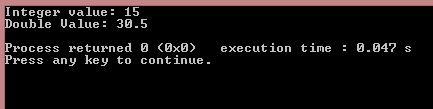 Integer value: 15
Double Value: 30.5
Process returned 0 (0x0)   execution time : 0.047 s
Press any key to continue.